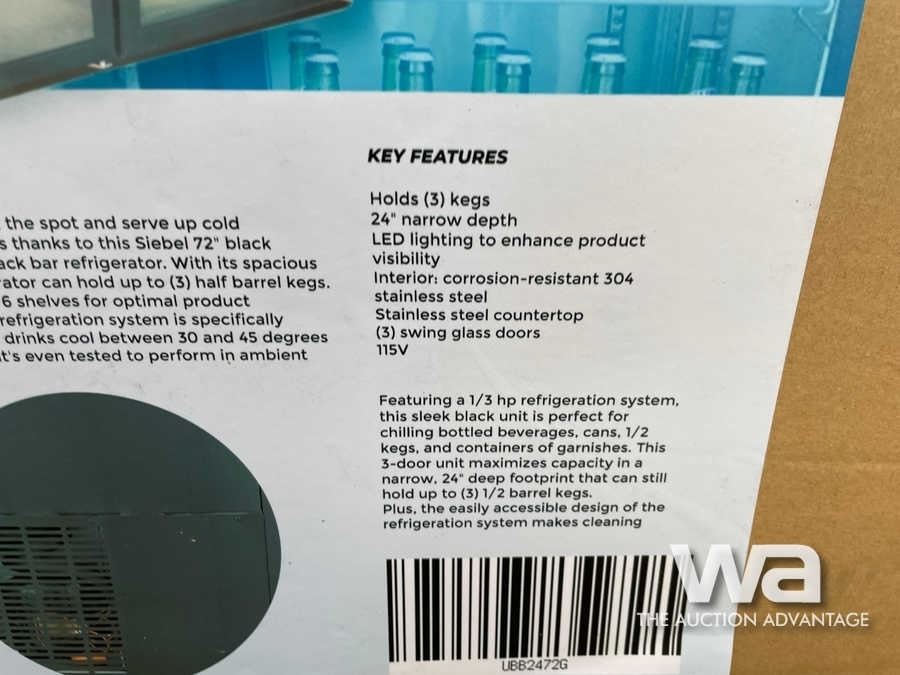 the spot and serve up cold
s thanks to this Siebel 72" black
ack bar refrigerator. With its spacious
rator can hold up to (3) half barrel kegs.
6 shelves for optimal product
refrigeration system is specifically
drinks cool between 30 and 45 degrees
t's even tested to perform in ambient
KEY FEATURES
Holds (3) kegs
24" narrow depth
LED lighting to enhance product
visibility
Interior: corrosion-resistant 304
stainless steel
Stainless steel countertop
(3) swing glass doors
115V
Featuring a 1/3 hp refrigeration system,
this sleek black unit is perfect for
chilling bottled beverages, cans, 1/2
kegs, and containers of garnishes. This
3-door unit maximizes capacity in a
narrow, 24" deep footprint that can still
hold up to (3) 1/2 barrel kegs.
Plus, the easily accessible design of the
refrigeration system makes cleaning
UBB2472G
wa
THE AUCTION ADVANTAGE